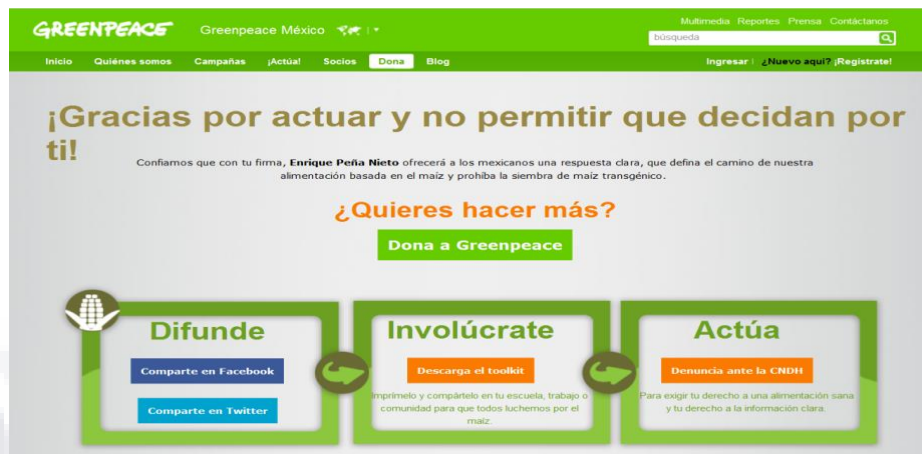 GREENPEACE
Greenpeace México
Multimedia Reportes Prensa Contáctanos
búsqueda
Inicio Quiénes somos Campañas ¡Actúa! Socios Dona Blog
Ingresar | ¿Nuevo aquí? ¡Registrate!
¡Gracias por actuar y no permitir que decidan por
ti!
Confiamos que con tu firma, Enrique Peña Nieto ofrecerá a los mexicanos una respuesta clara, que defina el camino de nuestra
alimentación basada en el maíz y prohiba la siembra de maíz transgénico.
¿Quieres hacer más?
Dona a Greenpeace
Difunde
Comparte en Facebook
Comparte en Twitter
Involúcrate
Descarga el toolkit
Imprímelo y compártelo en tu escuela, trabajo o
comunidad para que todos luchemos por el
maíz.
Actúa
Denuncia ante la CNDH
Para exigir tu derecho a una alimentación sana
y tu derecho a la información clara.